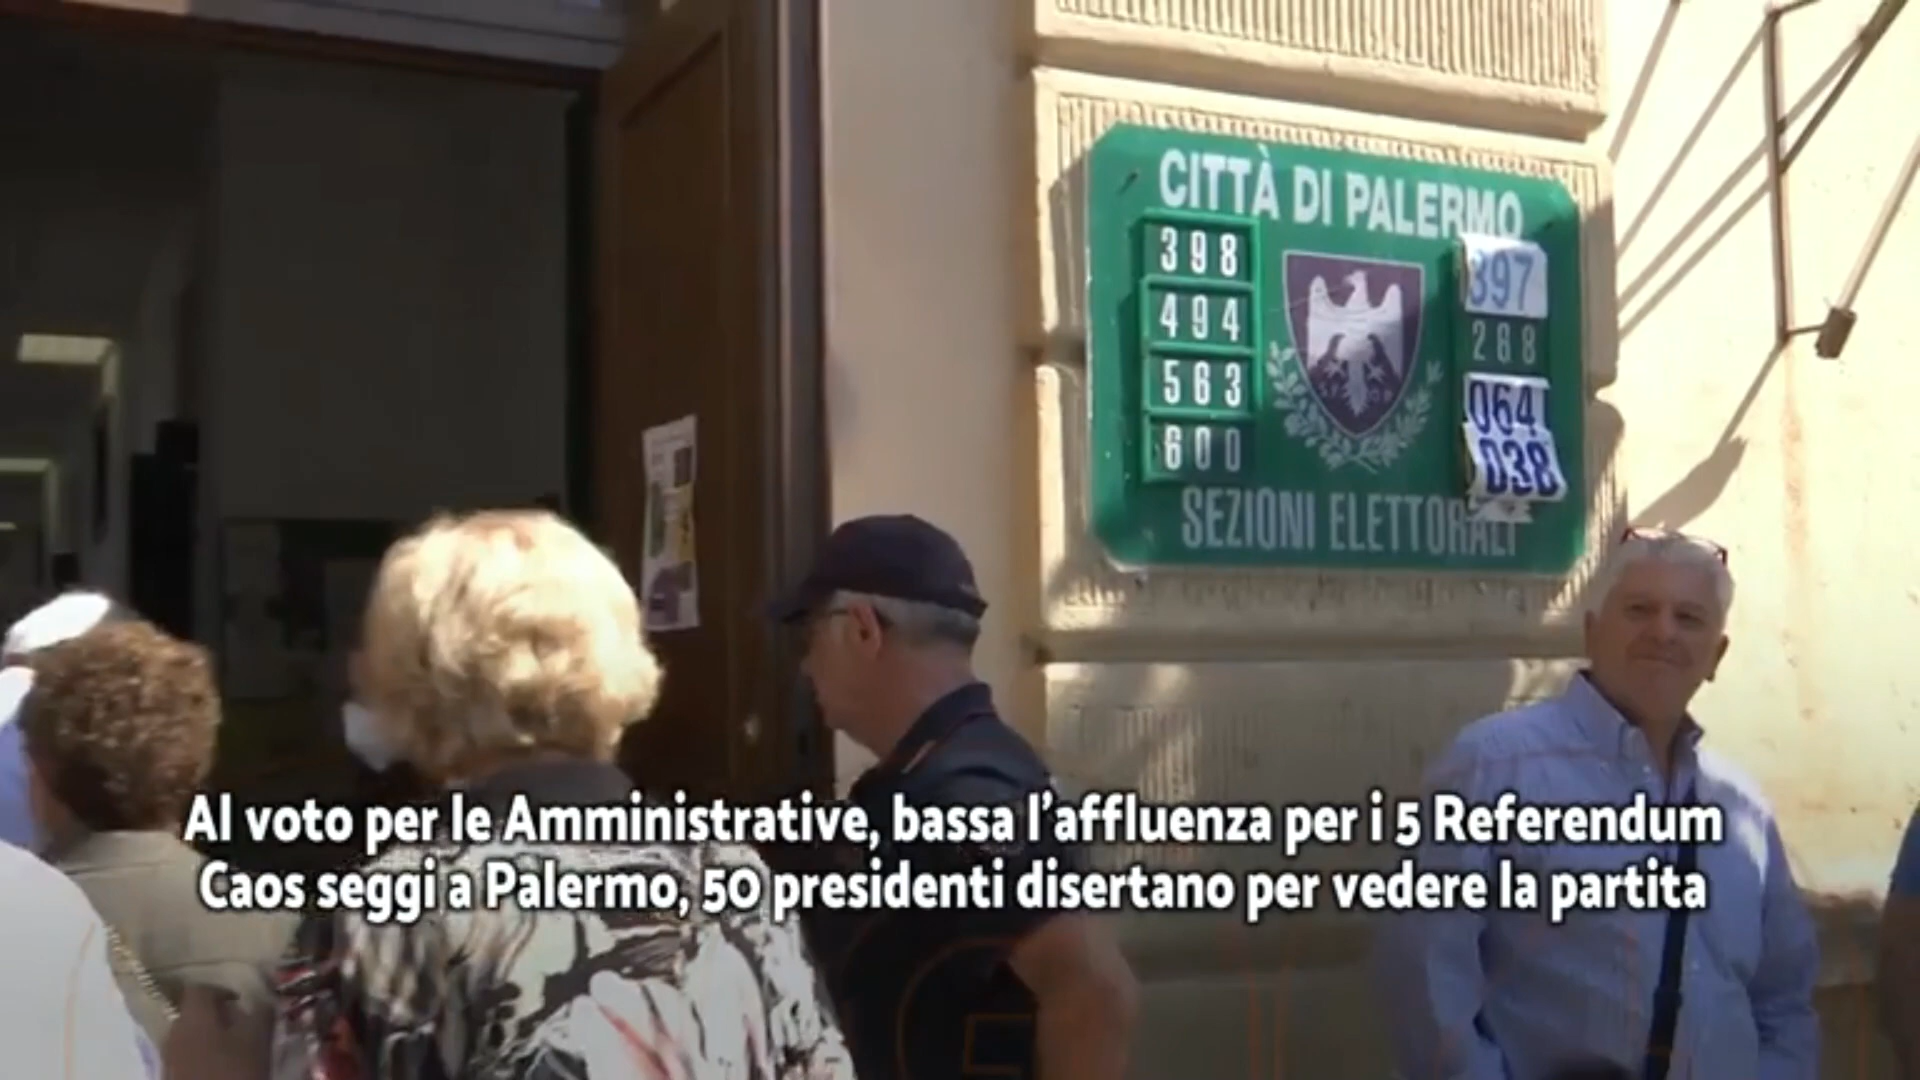 CITTÀ DI PALERMO
398
397
494
268
563
064
600
038
SEZIONI ELETTORALI
Al voto per le Amministrative, bassa l'affluenza per i 5 Referendum
Caos seggi a Palermo, 50 presidenti disertano per vedere la partita